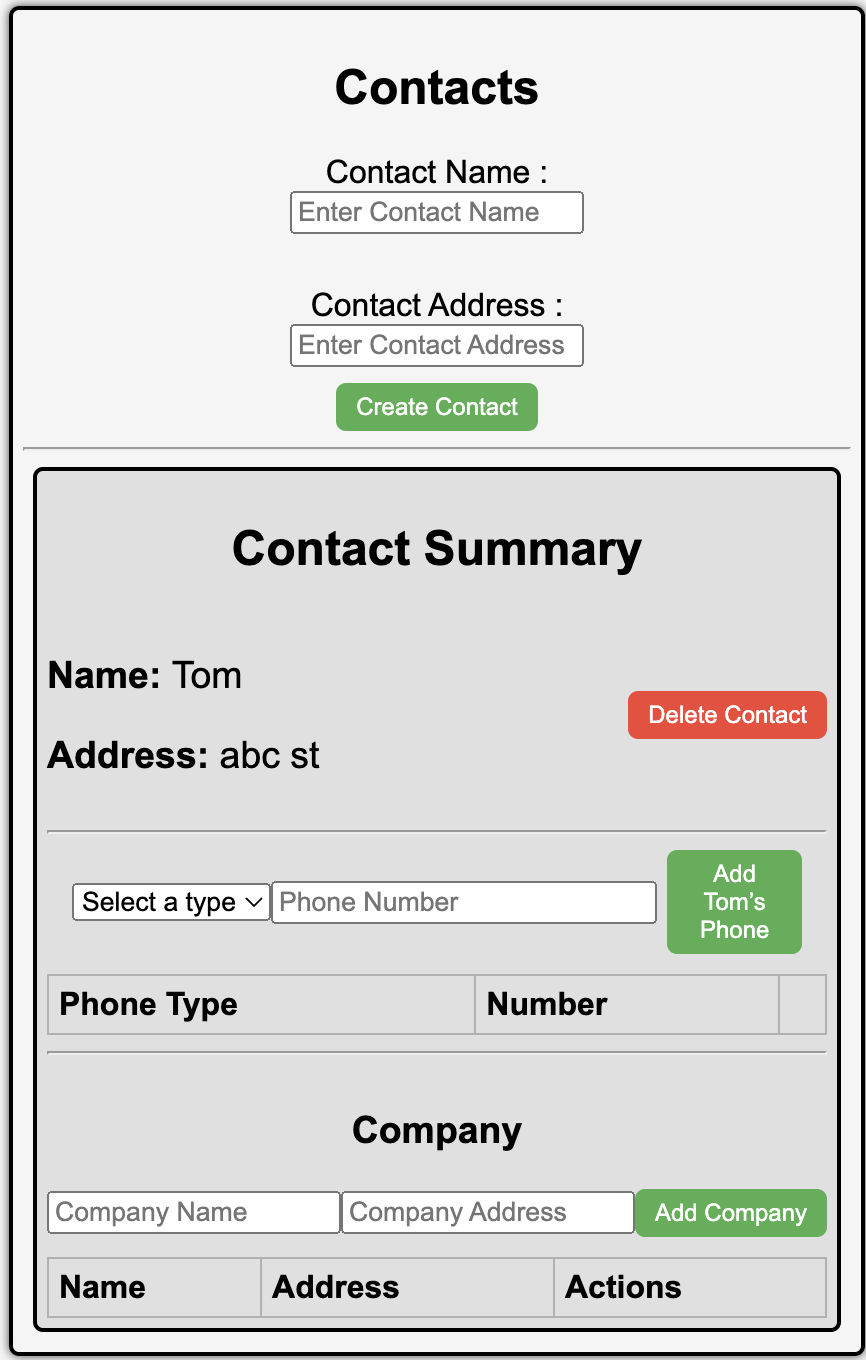 Contacts
Contact Name :
Enter Contact Name
Contact Address :
Enter Contact Address
Create Contact
Contact Summary
Name: Tom
Delete Contact
Address: abc st
Select a type
Phone Number
Add
Tom’s
Phone
Phone Type Number
Company
Company Name Company Address Add Company
Name Address Actions